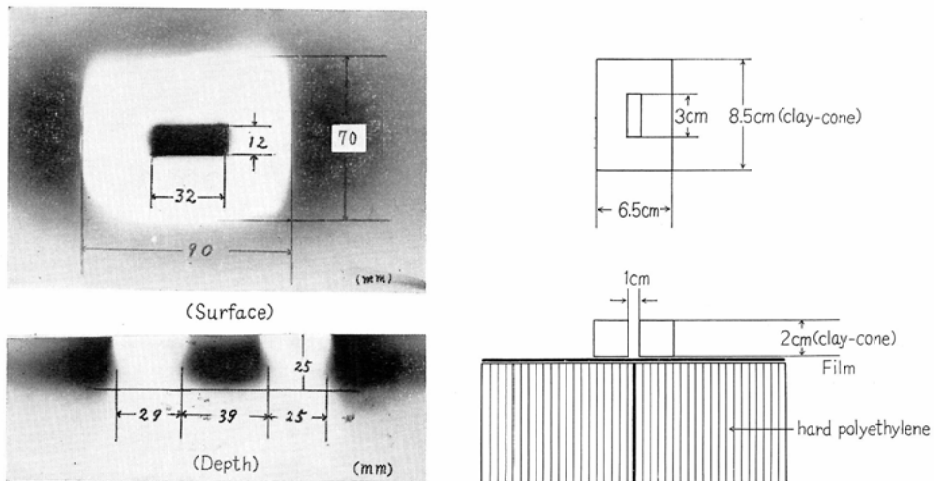 12
70
32
90
(mm)
(Surface)
25
29
39
25
(Depth)
(mm)
3cm
8.5cm (clay-cone)
6.5cm
1cm
2cm (clay-cone)
Film
hard polyethylene